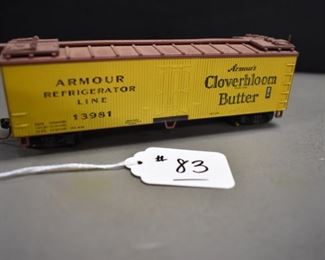 ARMOUR
REFRIGERATOR
LINE
13981
Armour's
Cloverbloom
Butter
# 83